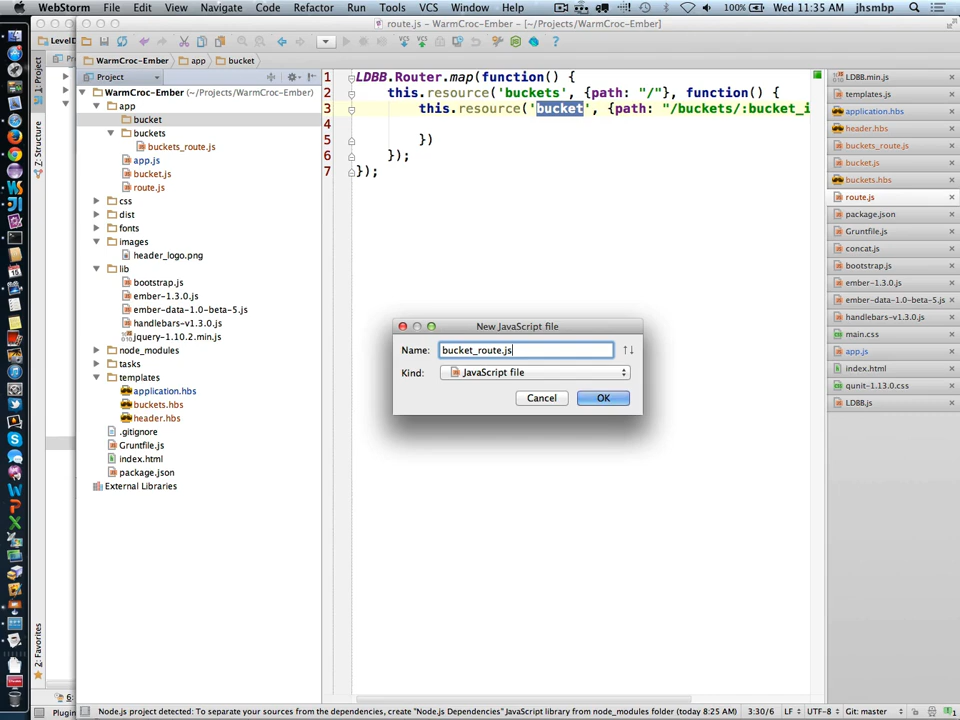 WebStorm File Edit View Navigate Code Refactor Run Tools VCS Window Help 100% Wed 11:35 AM jhsmbp
route.js - WarmCroc-Ember - [~/Projects/WarmCroc-Ember]
LevelD
WarmCroc-Ember app bucket
Project
WarmCroc-Ember (~/Projects/WarmCroc-Ember)
app
bucket
buckets
buckets_route.js
app.js
bucket.js
route.js
css
dist
fonts
images
header_logo.png
lib
bootstrap.js
ember-1.3.0.js
ember-data-1.0-beta-5.js
handlebars-v1.3.0.js
jquery-1.10.2.min.js
node_modules
tasks
templates
application.hbs
buckets.hbs
header.hbs
.gitignore
Gruntfile.js
index.html
package.json
External Libraries
1: Project
Z: Structure
2: Favorites
1 LDBB.Router.map(function() {
2 this.resource('buckets', {path: "/"}, function() {
3 this.resource('bucket', {path: "/buckets/:bucket_i
4
5 })
6 });
7 });
New JavaScript file
Name: bucket_route.js
Kind: JavaScript file
Cancel OK
LDBB.min.js
templates.js
application.hbs
header.hbs
buckets_route.js
bucket.js
buckets.hbs
route.js
package.json
Gruntfile.js
concat.js
bootstrap.js
ember-1.3.0.js
ember-data-1.0-beta-5.js
handlebars-v1.3.0.js
main.css
app.js
index.html
qunit-1.13.0.css
LDBB.js
6:
Plugin
Node.js project detected: To separate your sources from the dependencies, create "Node.js Dependencies" JavaScript library from node_modules folder (today 8:25 AM) 3:30/6 LF UTF-8 Git: master